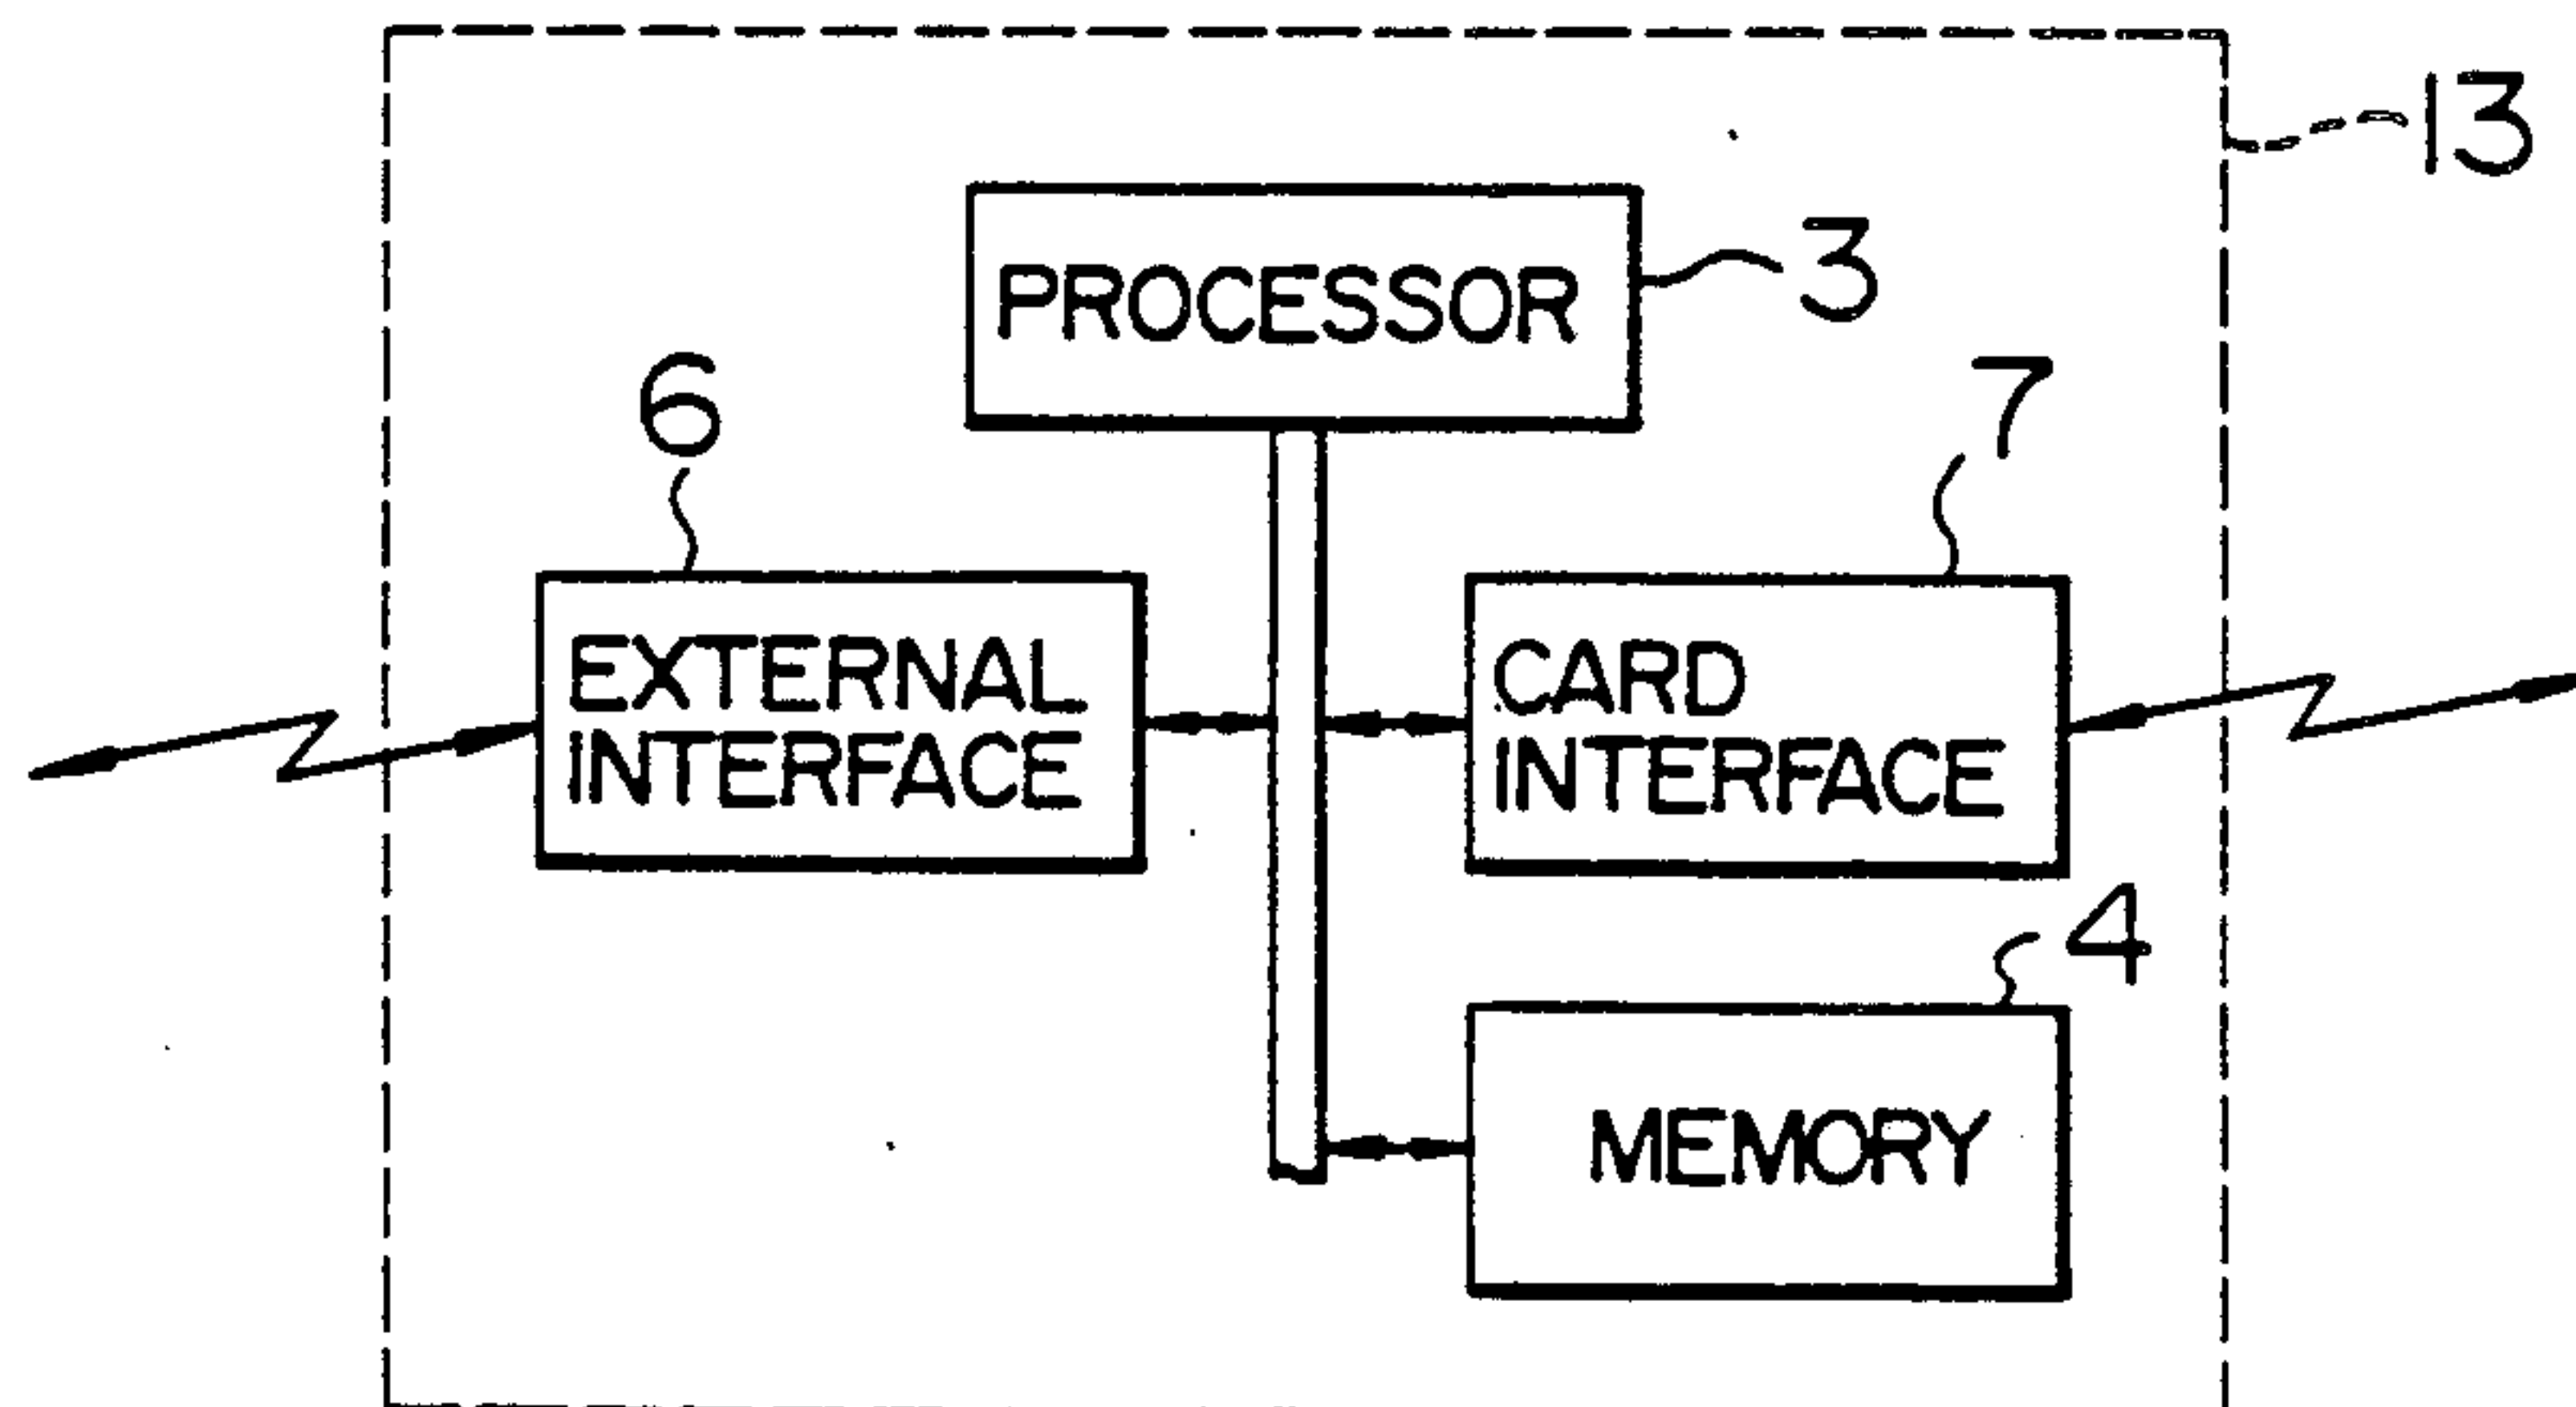 13
PROCESSOR
3
6
7
EXTERNAL
INTERFACE
CARD
INTERFACE
4
MEMORY